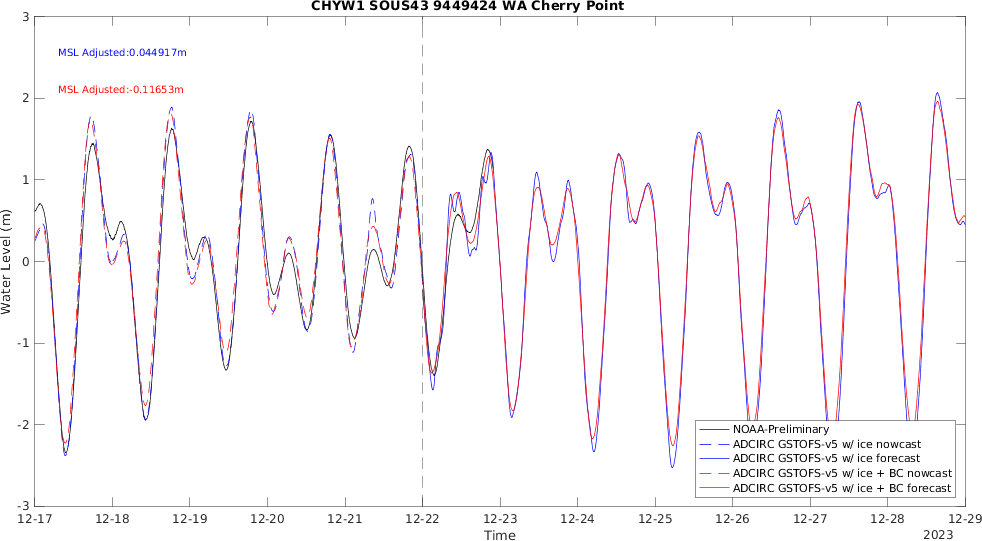 CHYW1 SOUS43 9449424 WA Cherry Point
MSL Adjusted:0.044917m
MSL Adjusted:-0.11653m
Water Level (m)
3
2
1
0
-1
-2
-3
NOAA-Preliminary
ADCIRC GSTOFS-v5 w/ ice nowcast
ADCIRC GSTOFS-v5 w/ ice forecast
ADCIRC GSTOFS-v5 w/ ice + BC nowcast
ADCIRC GSTOFS-v5 w/ ice + BC forecast
12-17 12-18 12-19 12-20 12-21 12-22 12-23 12-24 12-25 12-26 12-27 12-28 12-29
Time
2023